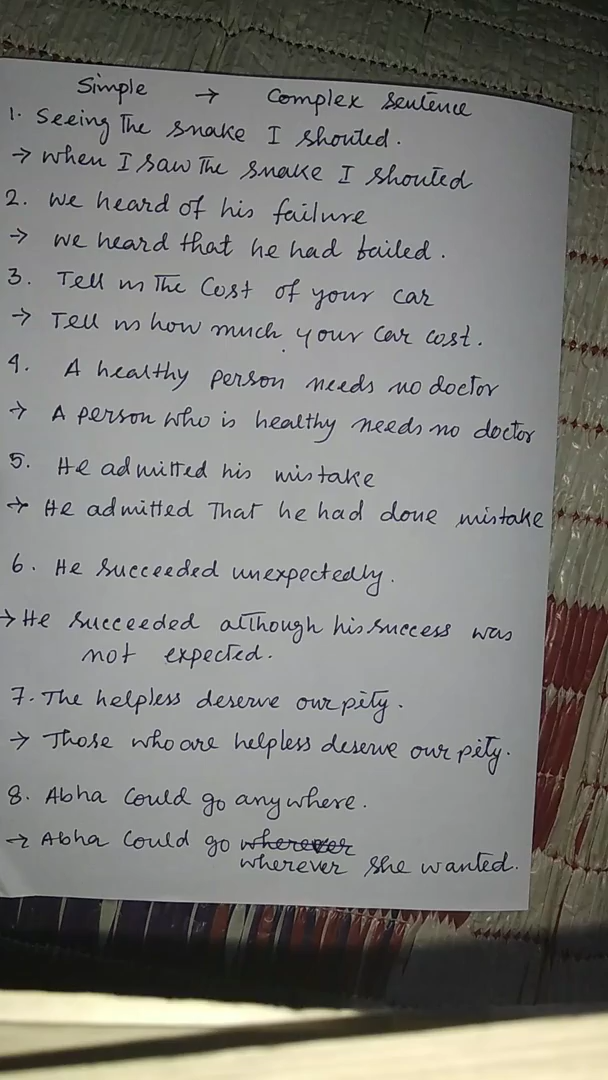 Simple → Complex Sentence
1. Seeing The snake I shouted.
→ when I saw The snake I shouted
2. we heard of his failure
→ we heard that he had failed.
3. Tell us The Cost of your car
→ Tell us how much your car cost.
4. A healthy person needs no doctor
→ A person who is healthy needs no doctor
5. He admitted his mistake
→ He admitted That he had done mistake
6. He succeeded unexpectedly.
→ He succeeded although his success was
not expected.
7. The helpless deserve our pity.
→ Those who are helpless deserve our pity.
8. Abha Could go anywhere.
→ Abha Could go wherever
wherever she wanted.